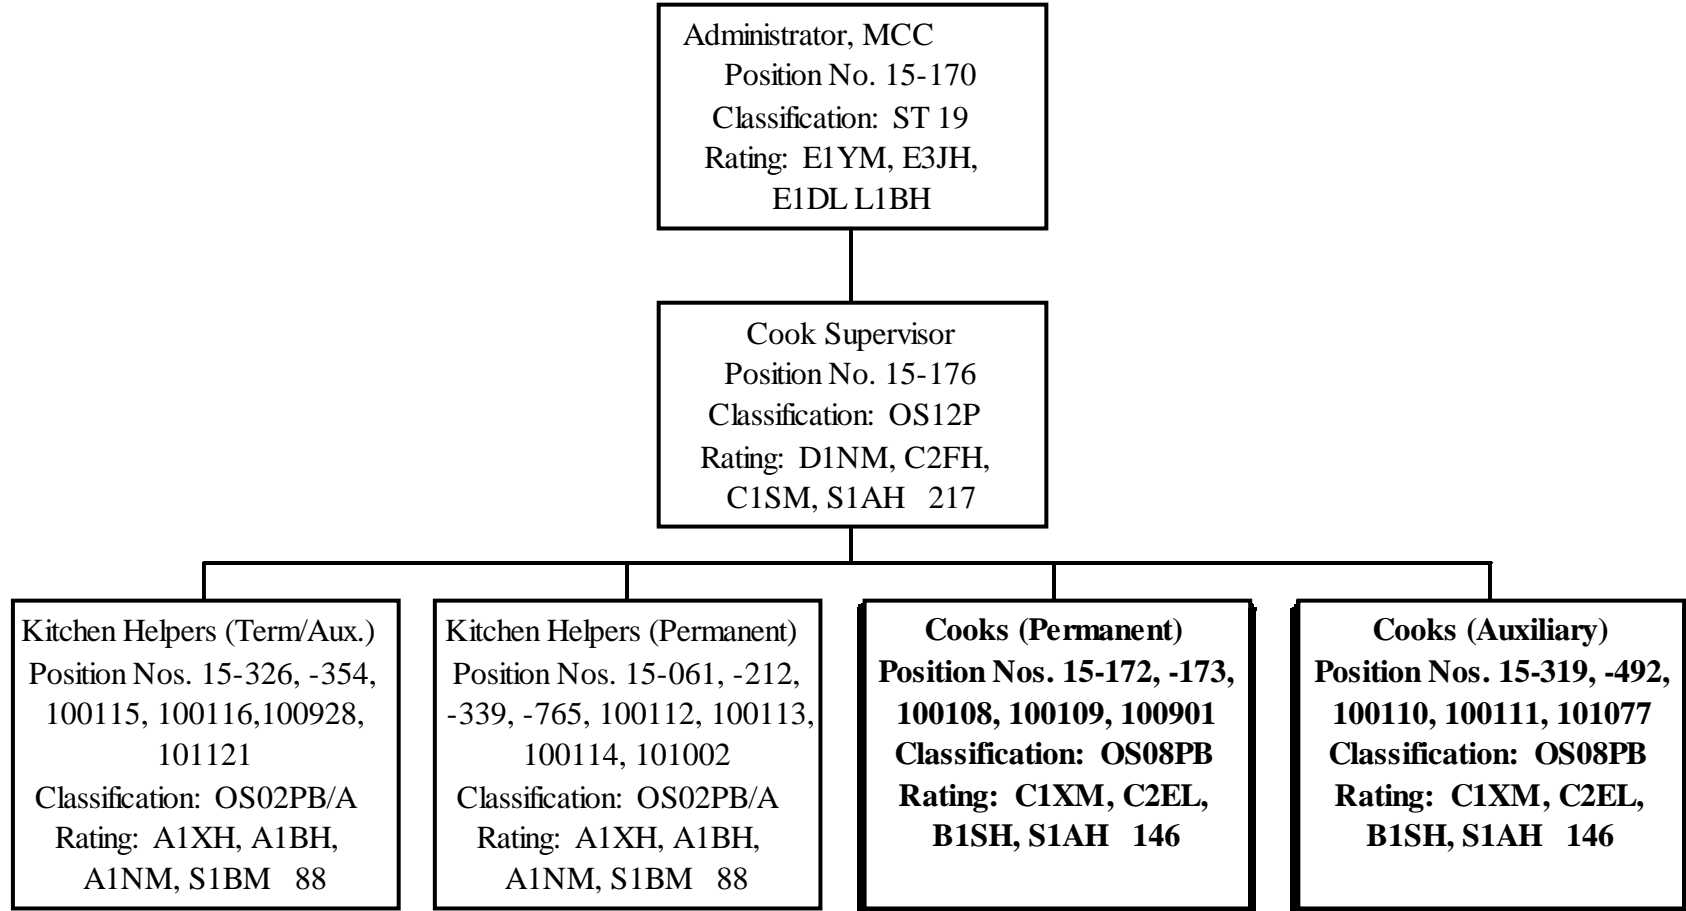 Administrator, MCC
Position No. 15-170
Classification: ST 19
Rating: E1YM, E3JH,
E1DL L1BH
Cook Supervisor
Position No. 15-176
Classification: OS12P
Rating: D1NM, C2FH,
C1SM, S1AH 217
Kitchen Helpers (Term/Aux.)
Position Nos. 15-326, -354,
100115, 100116,100928,
101121
Classification: OS02PB/A
Rating: A1XH, A1BH,
A1NM, S1BM 88
Kitchen Helpers (Permanent)
Position Nos. 15-061, -212,
-339, -765, 100112, 100113,
100114, 101002
Classification: OS02PB/A
Rating: A1XH, A1BH,
A1NM, S1BM 88
Cooks (Permanent)
Position Nos. 15-172, -173,
100108, 100109, 100901
Classification: OS08PB
Rating: C1XM, C2EL,
B1SH, S1AH 146
Cooks (Auxiliary)
Position Nos. 15-319, -492,
100110, 100111, 101077
Classification: OS08PB
Rating: C1XM, C2EL,
B1SH, S1AH 146